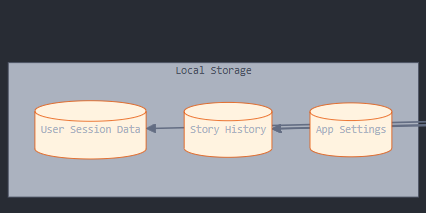 Local Storage
User Session Data
Story History
App Settings